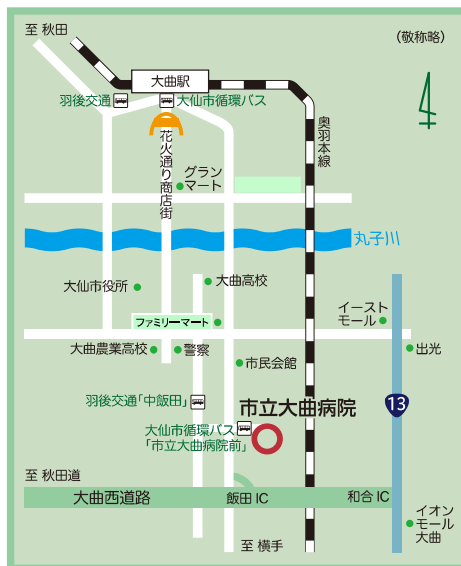 至 秋田
（敬称略）
大曲駅
羽後交通
大仙市循環バス
花火通り商店街
奥羽本線
グラン
マート
丸子川
大仙市役所
大曲高校
イースト
モール
ファミリーマート
大曲農業高校
警察
出光
市民会館
羽後交通「中飯田」
市立大曲病院
13
大仙市循環バス
「市立大曲病院前」
至 秋田道
大曲西道路
飯田 IC
和合 IC
イオン
モール
大曲
至 横手